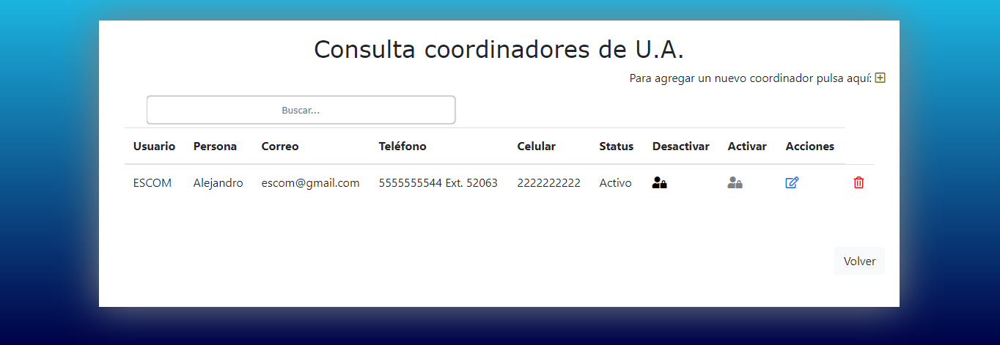 Consulta coordinadores de U.A.
Para agregar un nuevo coordinador pulsa aquí:
Buscar...
Usuario Persona Correo Teléfono Celular Status Desactivar Activar Acciones
ESCOM Alejandro escom@gmail.com 5555555544 Ext. 52063 2222222222 Activo
Volver